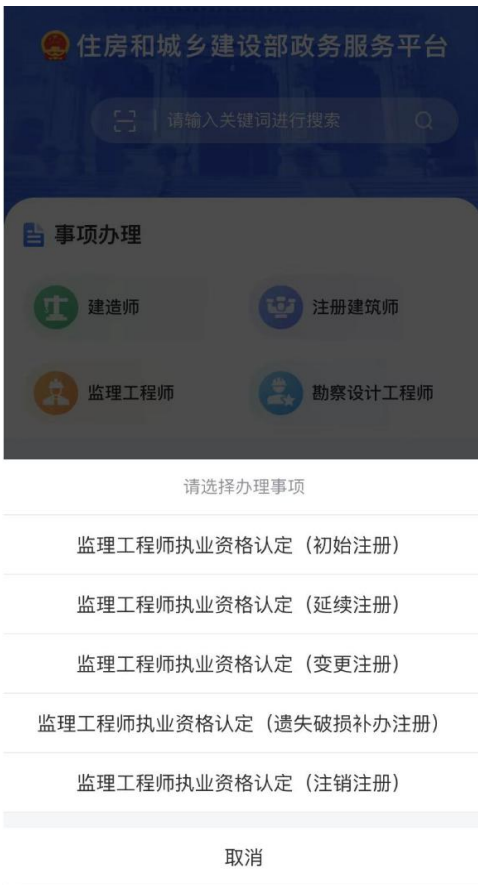 住房和城乡建设部政务服务平台
请输入关键词进行搜索
事项办理
建造师
注册建筑师
监理工程师
勘察设计工程师
请选择办理事项
监理工程师执业资格认定（初始注册）
监理工程师执业资格认定（延续注册）
监理工程师执业资格认定（变更注册）
监理工程师执业资格认定（遗失破损补办注册）
监理工程师执业资格认定（注销注册）
取消